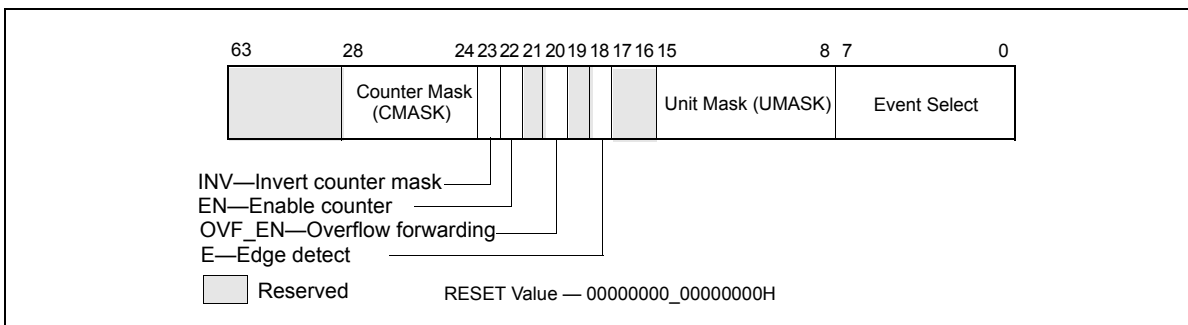 63 28 24 23 22 21 20 19 18 17 16 15 8 7 0
Counter Mask
(CMASK)
Unit Mask (UMASK)
Event Select
INV—Invert counter mask
EN—Enable counter
OVF_EN—Overflow forwarding
E—Edge detect
Reserved
RESET Value — 00000000_00000000H